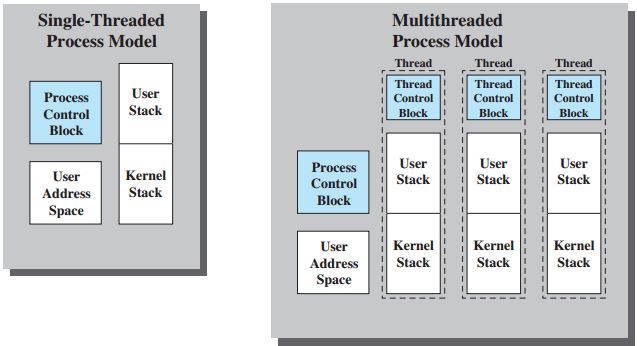 Single-Threaded
Process Model
Process
Control
Block
User
Stack
User
Address
Space
Kernel
Stack
Multithreaded
Process Model
Thread
Thread
Control
Block
User
Stack
Kernel
Stack
Thread
Thread
Control
Block
User
Stack
Kernel
Stack
Thread
Thread
Control
Block
User
Stack
Kernel
Stack
Process
Control
Block
User
Address
Space